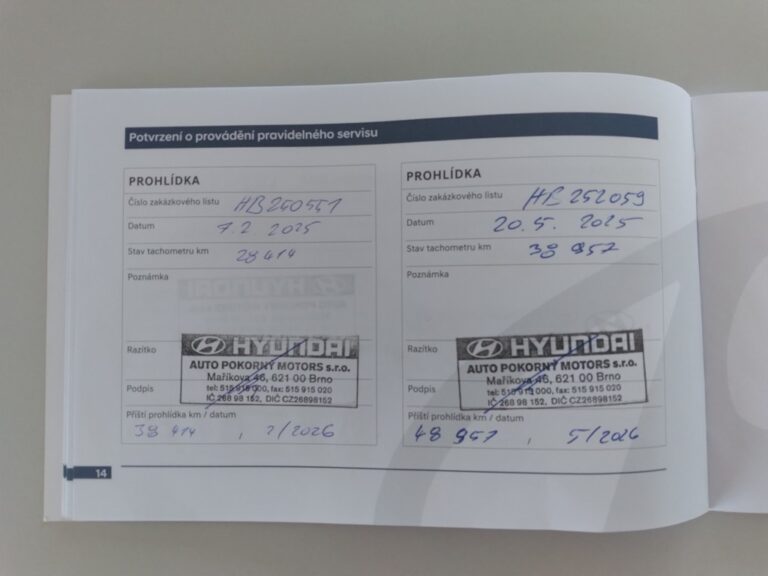 Potvrzení o provádění pravidelného servisu
PROHLÍDKA
Číslo zakázkového listu HB240551
Datum 7.2. 2025
Stav tachometru km 28 414
Poznámka
Razítko
HYUNDAI
AUTO POKORNÝ MOTORS s.r.o.
Maříkova 46, 621 00 Brno
tel: 515 915 000, fax: 515 915 020
IČ 268 98 152, DIČ CZ26898152
Podpis
Příští prohlídka km / datum
38 414 , 2/2026
PROHLÍDKA
Číslo zakázkového listu HB 252059
Datum 20. 5. 2025
Stav tachometru km 38 957
Poznámka
Razítko
HYUNDAI
AUTO POKORNÝ MOTORS s.r.o.
Maříkova 46, 621 00 Brno
tel: 515 915 000, fax: 515 915 020
IČ 268 98 152, DIČ CZ26898152
Podpis
Příští prohlídka km / datum
48 957 , 5/2026
14